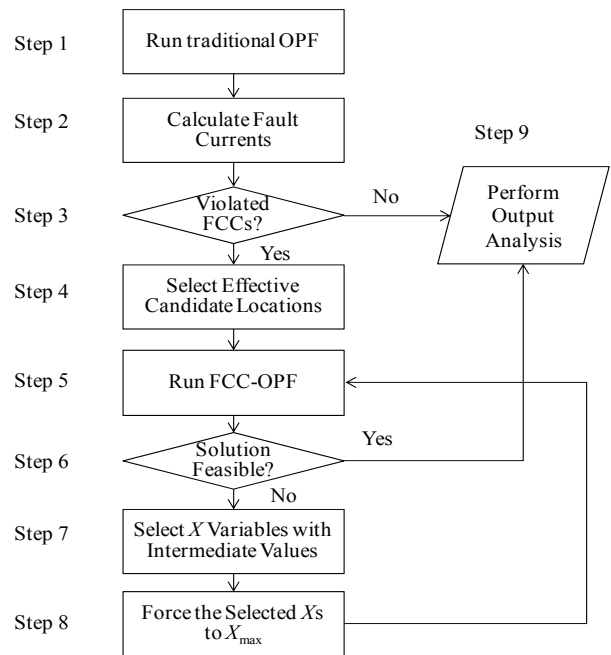 Step 1
Run traditional OPF
Step 2
Calculate Fault
Currents
Step 9
Step 3
Violated
FCCs?
No
Perform
Output
Analysis
Yes
Step 4
Select Effective
Candidate Locations
Step 5
Run FCC-OPF
Step 6
Solution
Feasible?
Yes
No
Step 7
Select X Variables with
Intermediate Values
Step 8
Force the Selected Xs
to Xmax